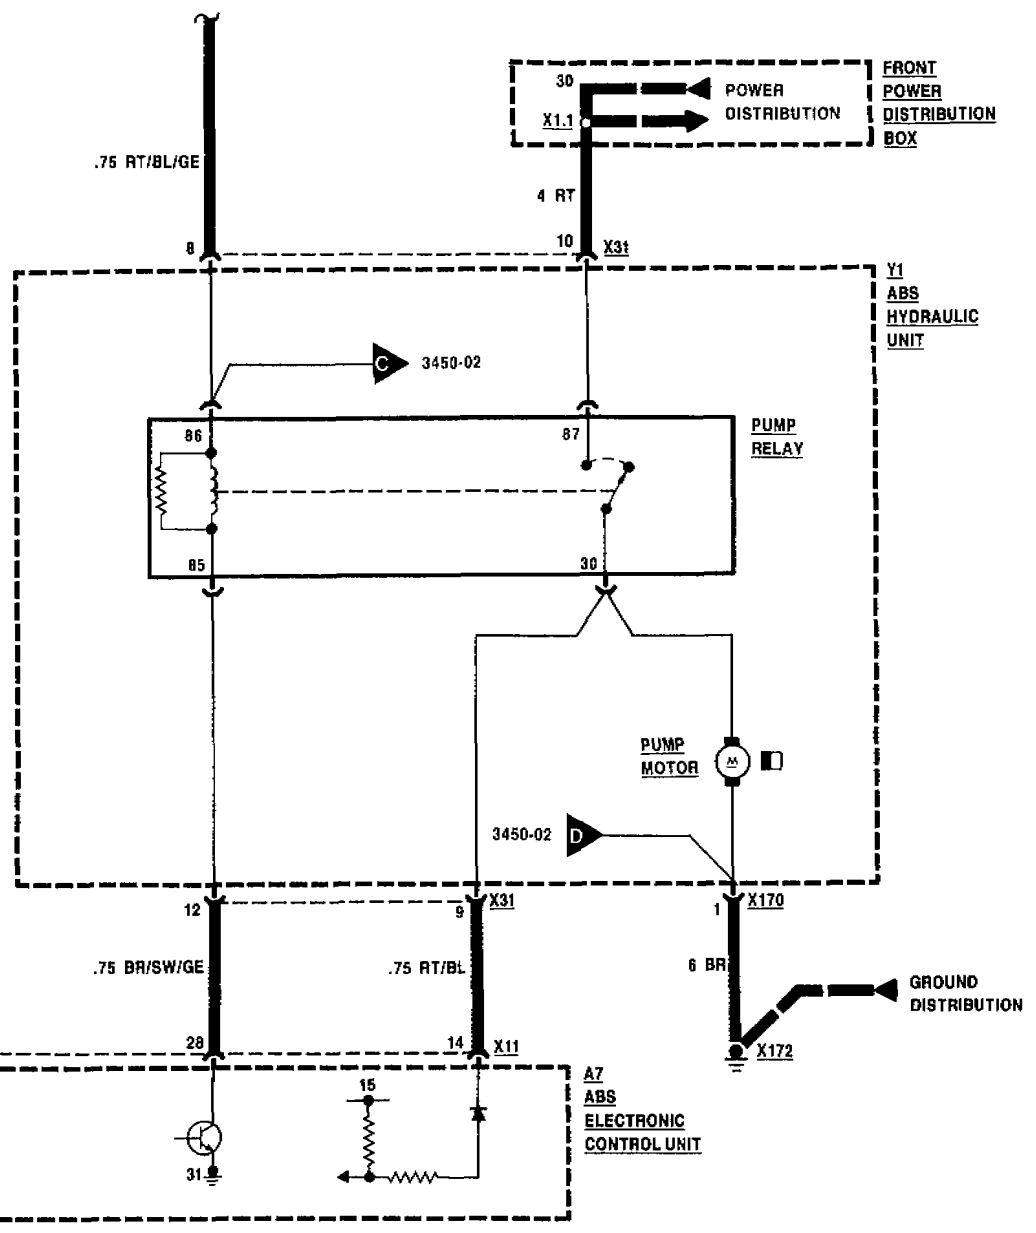 FRONT
30
POWER
POWER
DISTRIBUTION
DISTRIBUTION
X1.1
BOX
.75 RT/BL/GE
4 RT
8
10
X31
Y1
ABS
HYDRAULIC
UNIT
C
3450-02
86
87
PUMP
RELAY
85
30
PUMP
MOTOR
M
3450-02
D
12
9
X31
1
X170
.75 BR/SW/GE
.75 RT/BL
6 BR
GROUND
DISTRIBUTION
28
14
X11
X172
15
A7
ABS
ELECTRONIC
CONTROL UNIT
31